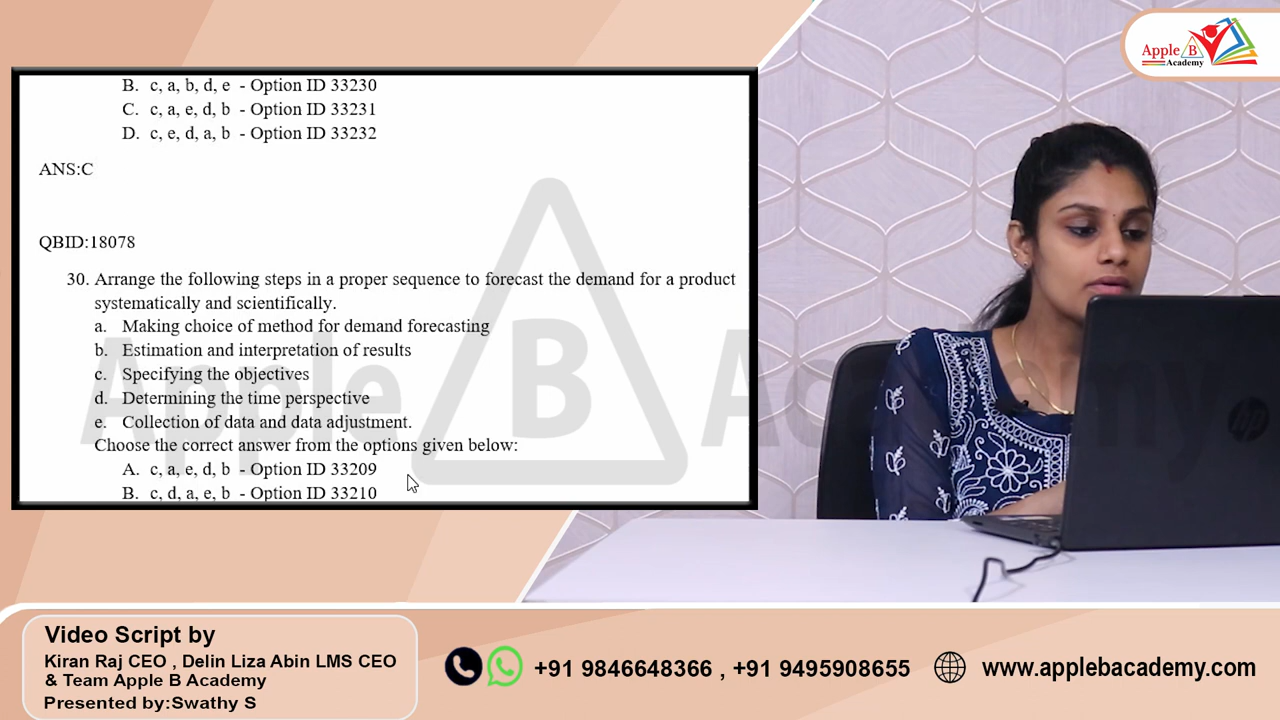 Apple B
Academy
B. c, a, b, d, e - Option ID 33230
C. c, a, e, d, b - Option ID 33231
D. c, e, d, a, b - Option ID 33232
ANS:C
QBID:18078
30. Arrange the following steps in a proper sequence to forecast the demand for a product
systematically and scientifically.
a. Making choice of method for demand forecasting
b. Estimation and interpretation of results
c. Specifying the objectives
d. Determining the time perspective
e. Collection of data and data adjustment.
Choose the correct answer from the options given below:
A. c, a, e, d, b - Option ID 33209
B. c, d, a, e, b - Option ID 33210
Apple B Academy
hp
Video Script by
Kiran Raj CEO , Delin Liza Abin LMS CEO
& Team Apple B Academy
Presented by:Swathy S
+91 9846648366 , +91 9495908655
www.applebacademy.com